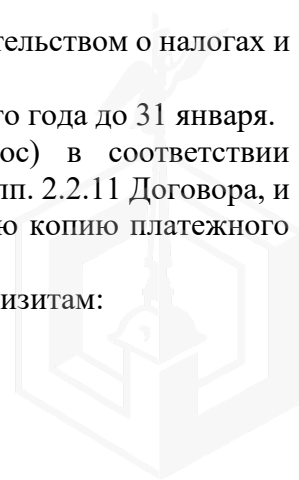 тельством о налогах и
го года до 31 января.
ос) в соответствии
пп. 2.2.11 Договора, и
ю копию платежного
изитам: